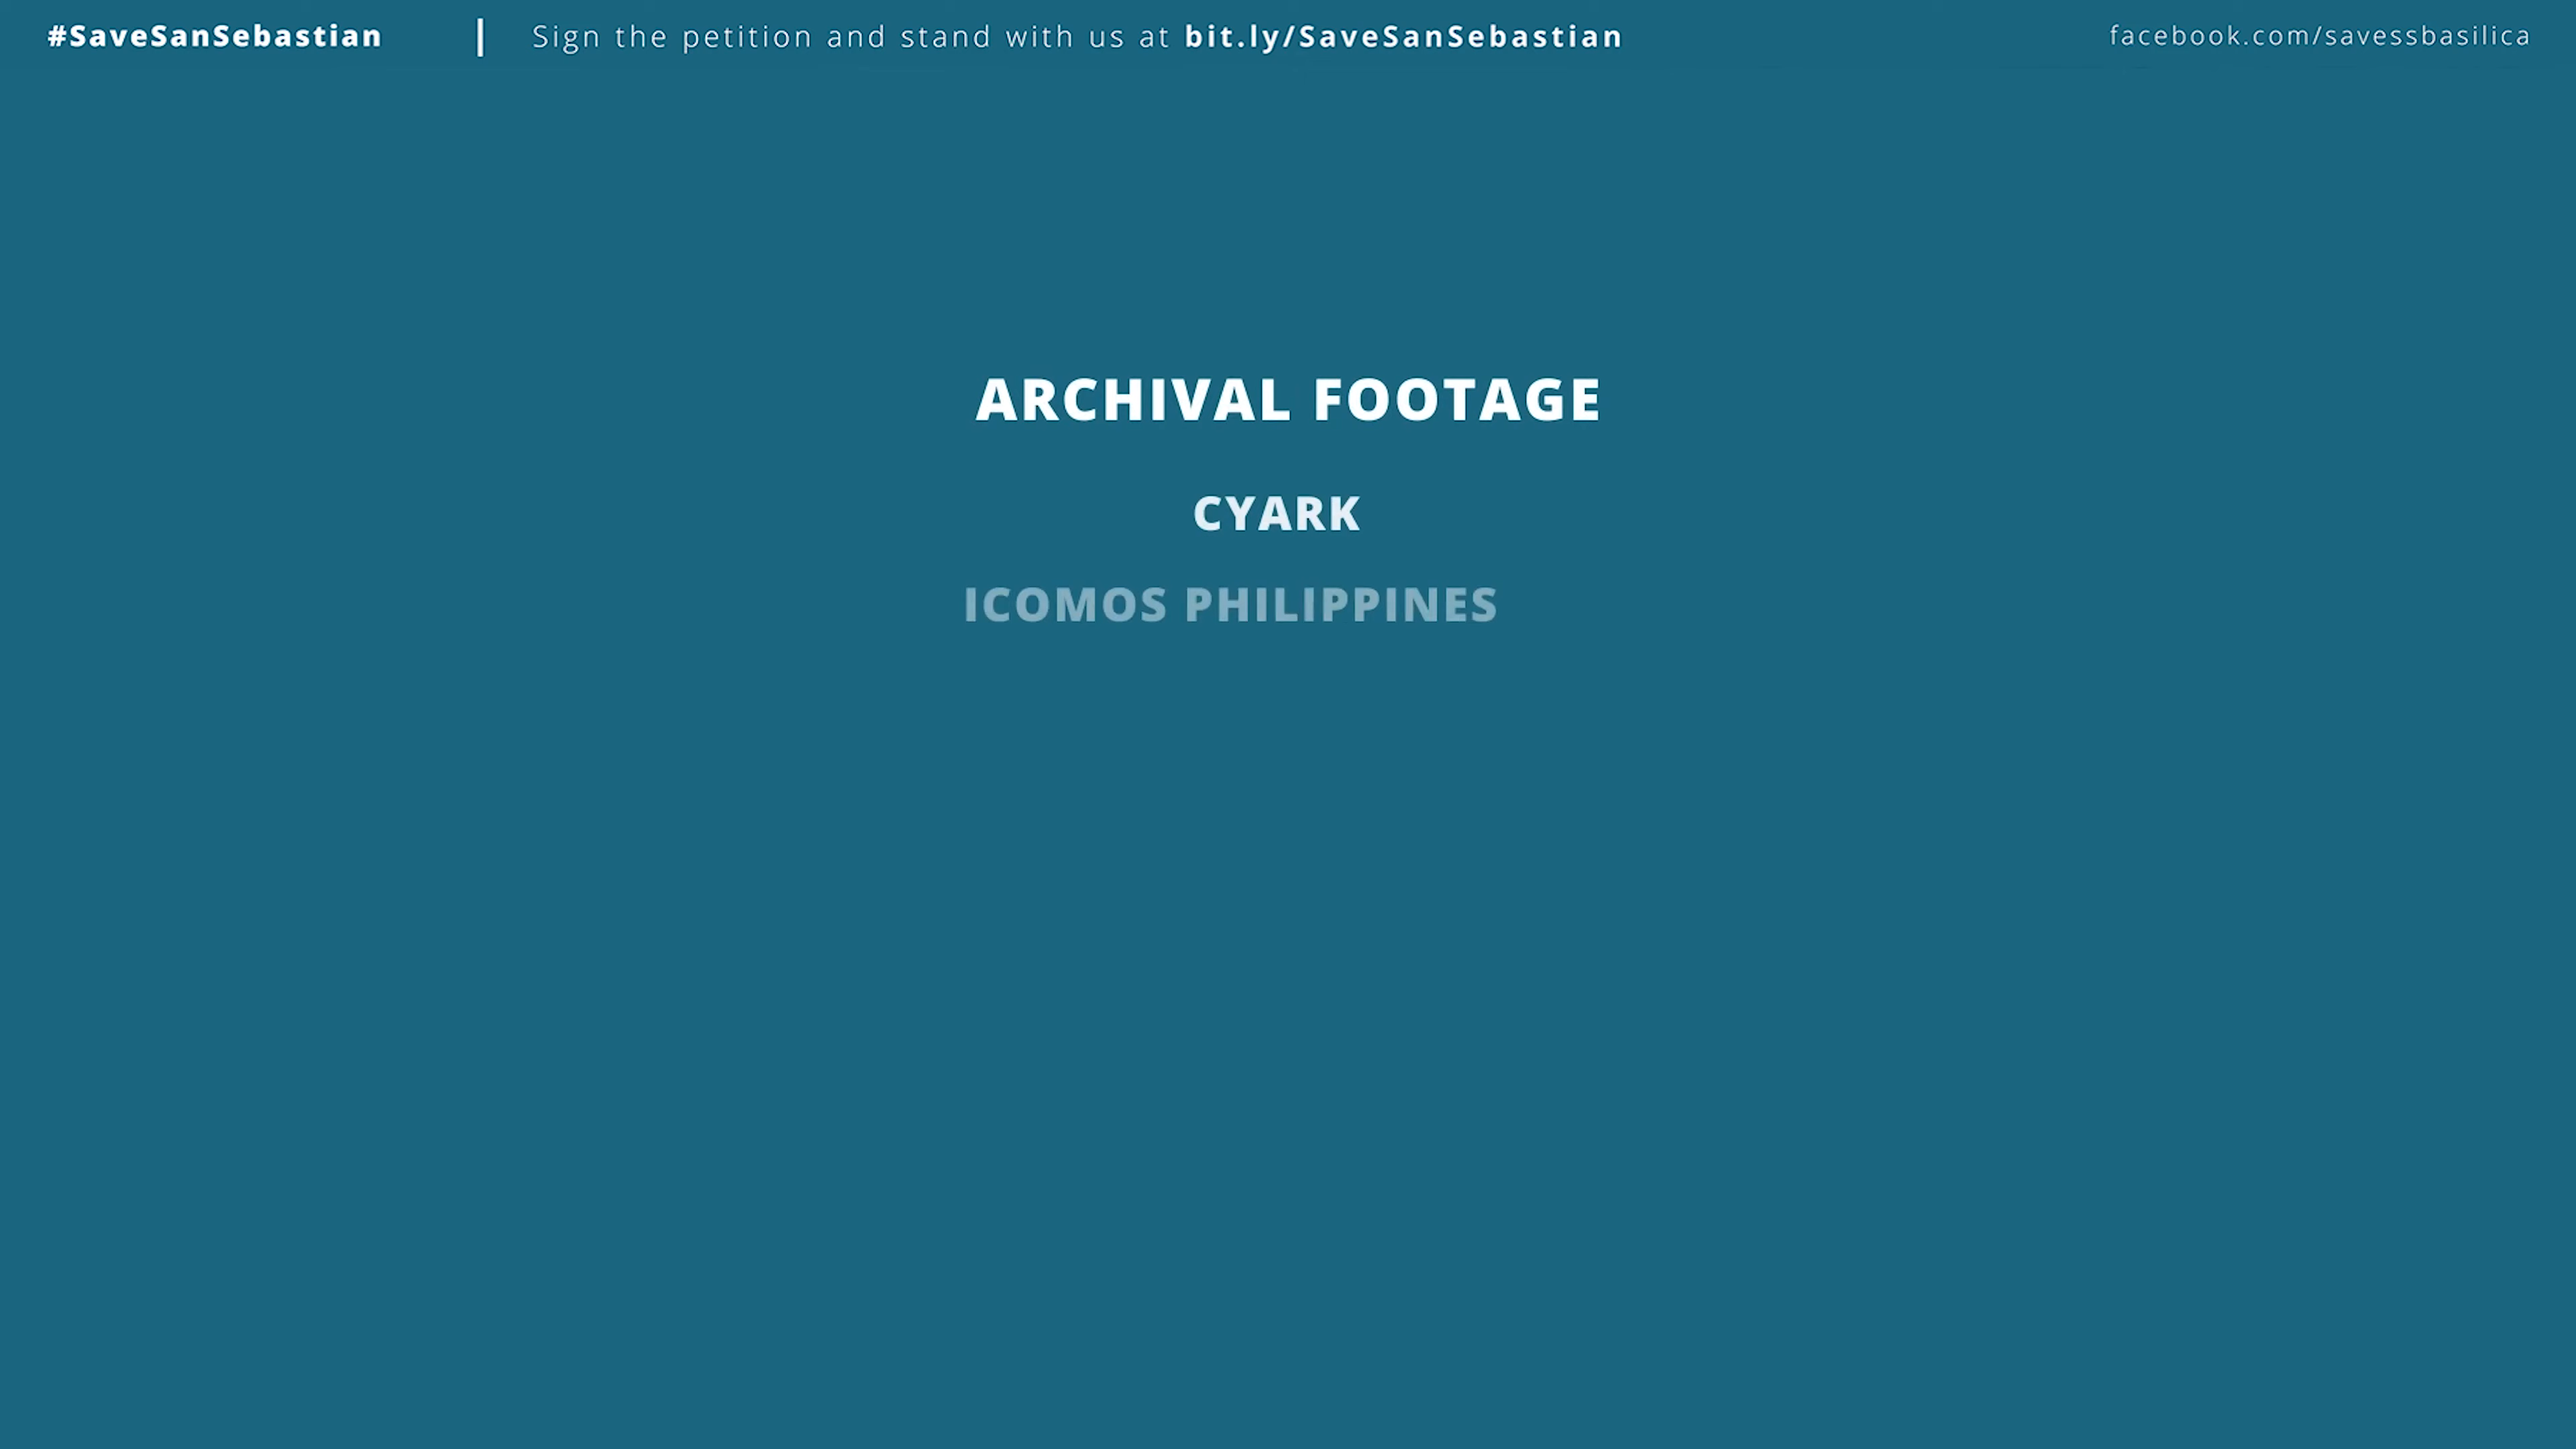 #SaveSanSebastian | Sign the petition and stand with us at bit.ly/SaveSanSebastian facebook.com/savessbasilica
ARCHIVAL FOOTAGE
CYARK
ICOMOS PHILIPPINES